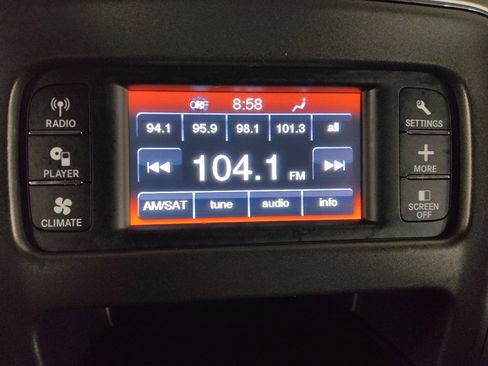 OFF 8:58
94.1 95.9 98.1 101.3 all
104.1 FM
AM/SAT tune audio info
RADIO
PLAYER
CLIMATE
SETTINGS
MORE
SCREEN
OFF